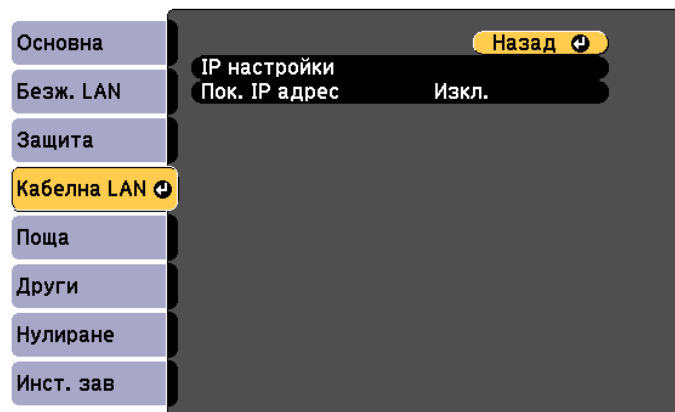 Основна
Безж. LAN
Защита
Кабелна LAN
Поща
Други
Нулиране
Инст. зав
Назад
IP настройки
Пок. IP адрес Изкл.